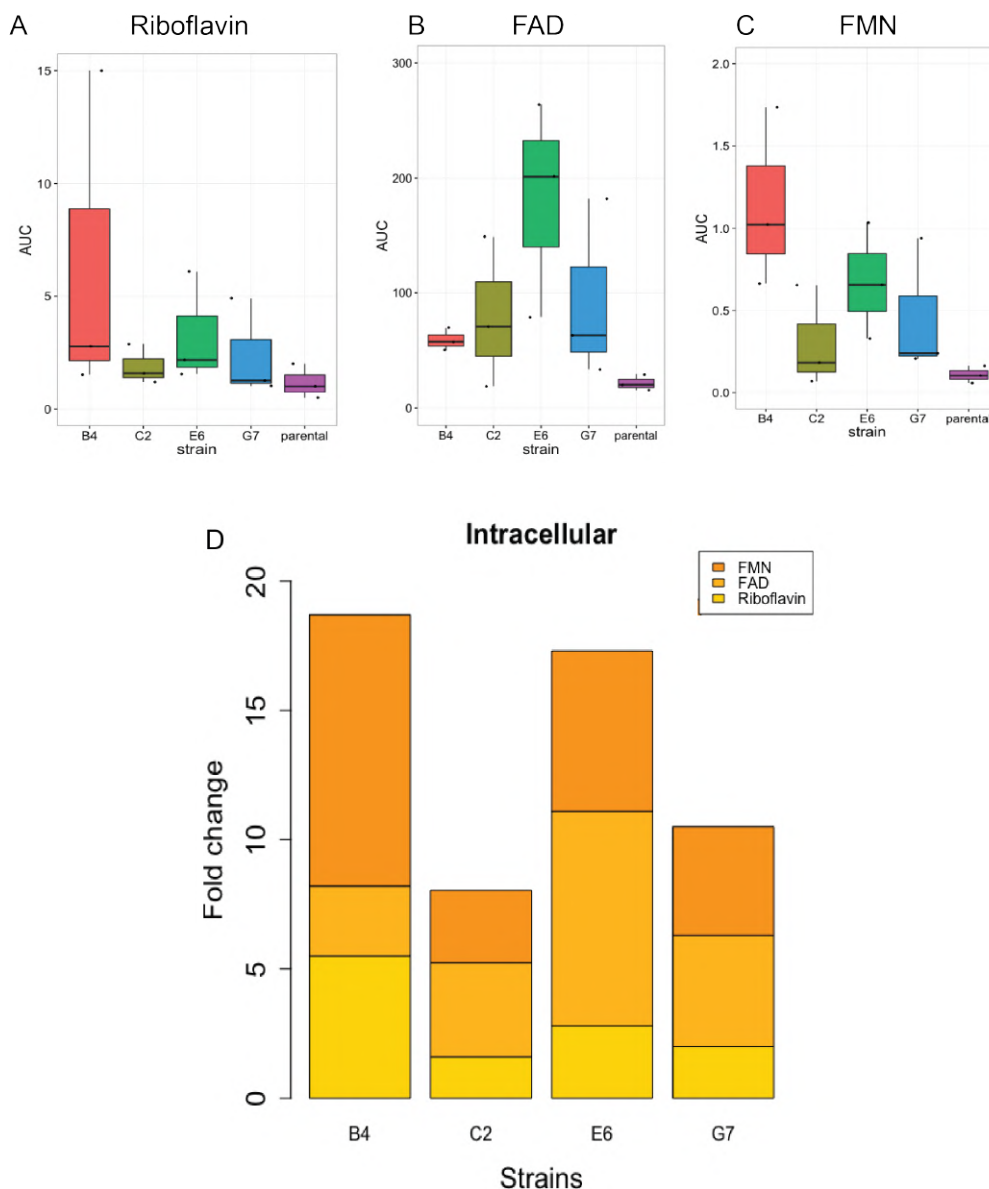 A Riboflavin B FAD C FMN
AUC
15
10
5
0
B4 C2 E6 G7 parental
strain
AUC
300
200
100
0
B4 C2 E6 G7 parental
strain
AUC
2.0
1.5
1.0
0.5
0.0
B4 C2 E6 G7 parental
strain
D Intracellular
FMN
FAD
Riboflavin
Fold change
20
15
10
5
0
B4 C2 E6 G7
Strains